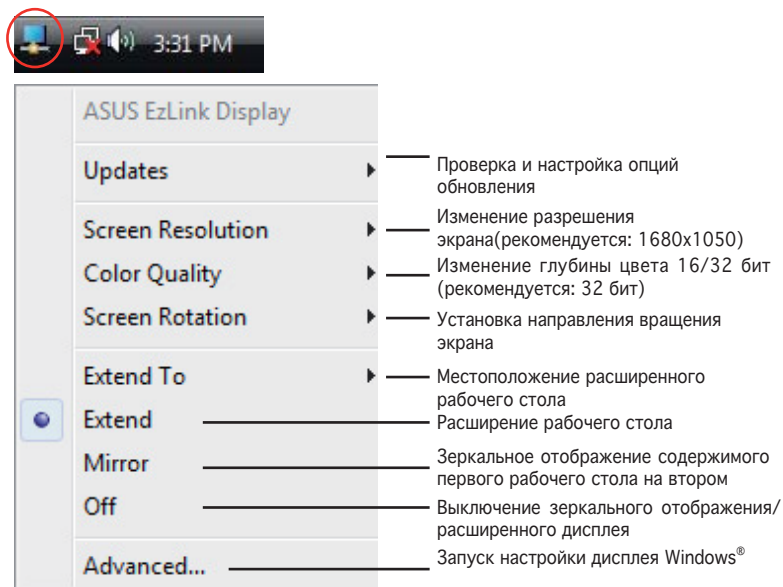 3:31 PM
ASUS EzLink Display
Updates
Проверка и настройка опций
обновления
Screen Resolution
Изменение разрешения
экрана(рекомендуется: 1680x1050)
Color Quality
Изменение глубины цвета 16/32 бит
(рекомендуется: 32 бит)
Screen Rotation
Установка направления вращения
экрана
Extend To
Местоположение расширенного
рабочего стола
Extend
Расширение рабочего стола
Mirror
Зеркальное отображение содержимого
первого рабочего стола на втором
Off
Выключение зеркального отображения/
расширенного дисплея
Advanced...
Запуск настройки дисплея Windows®